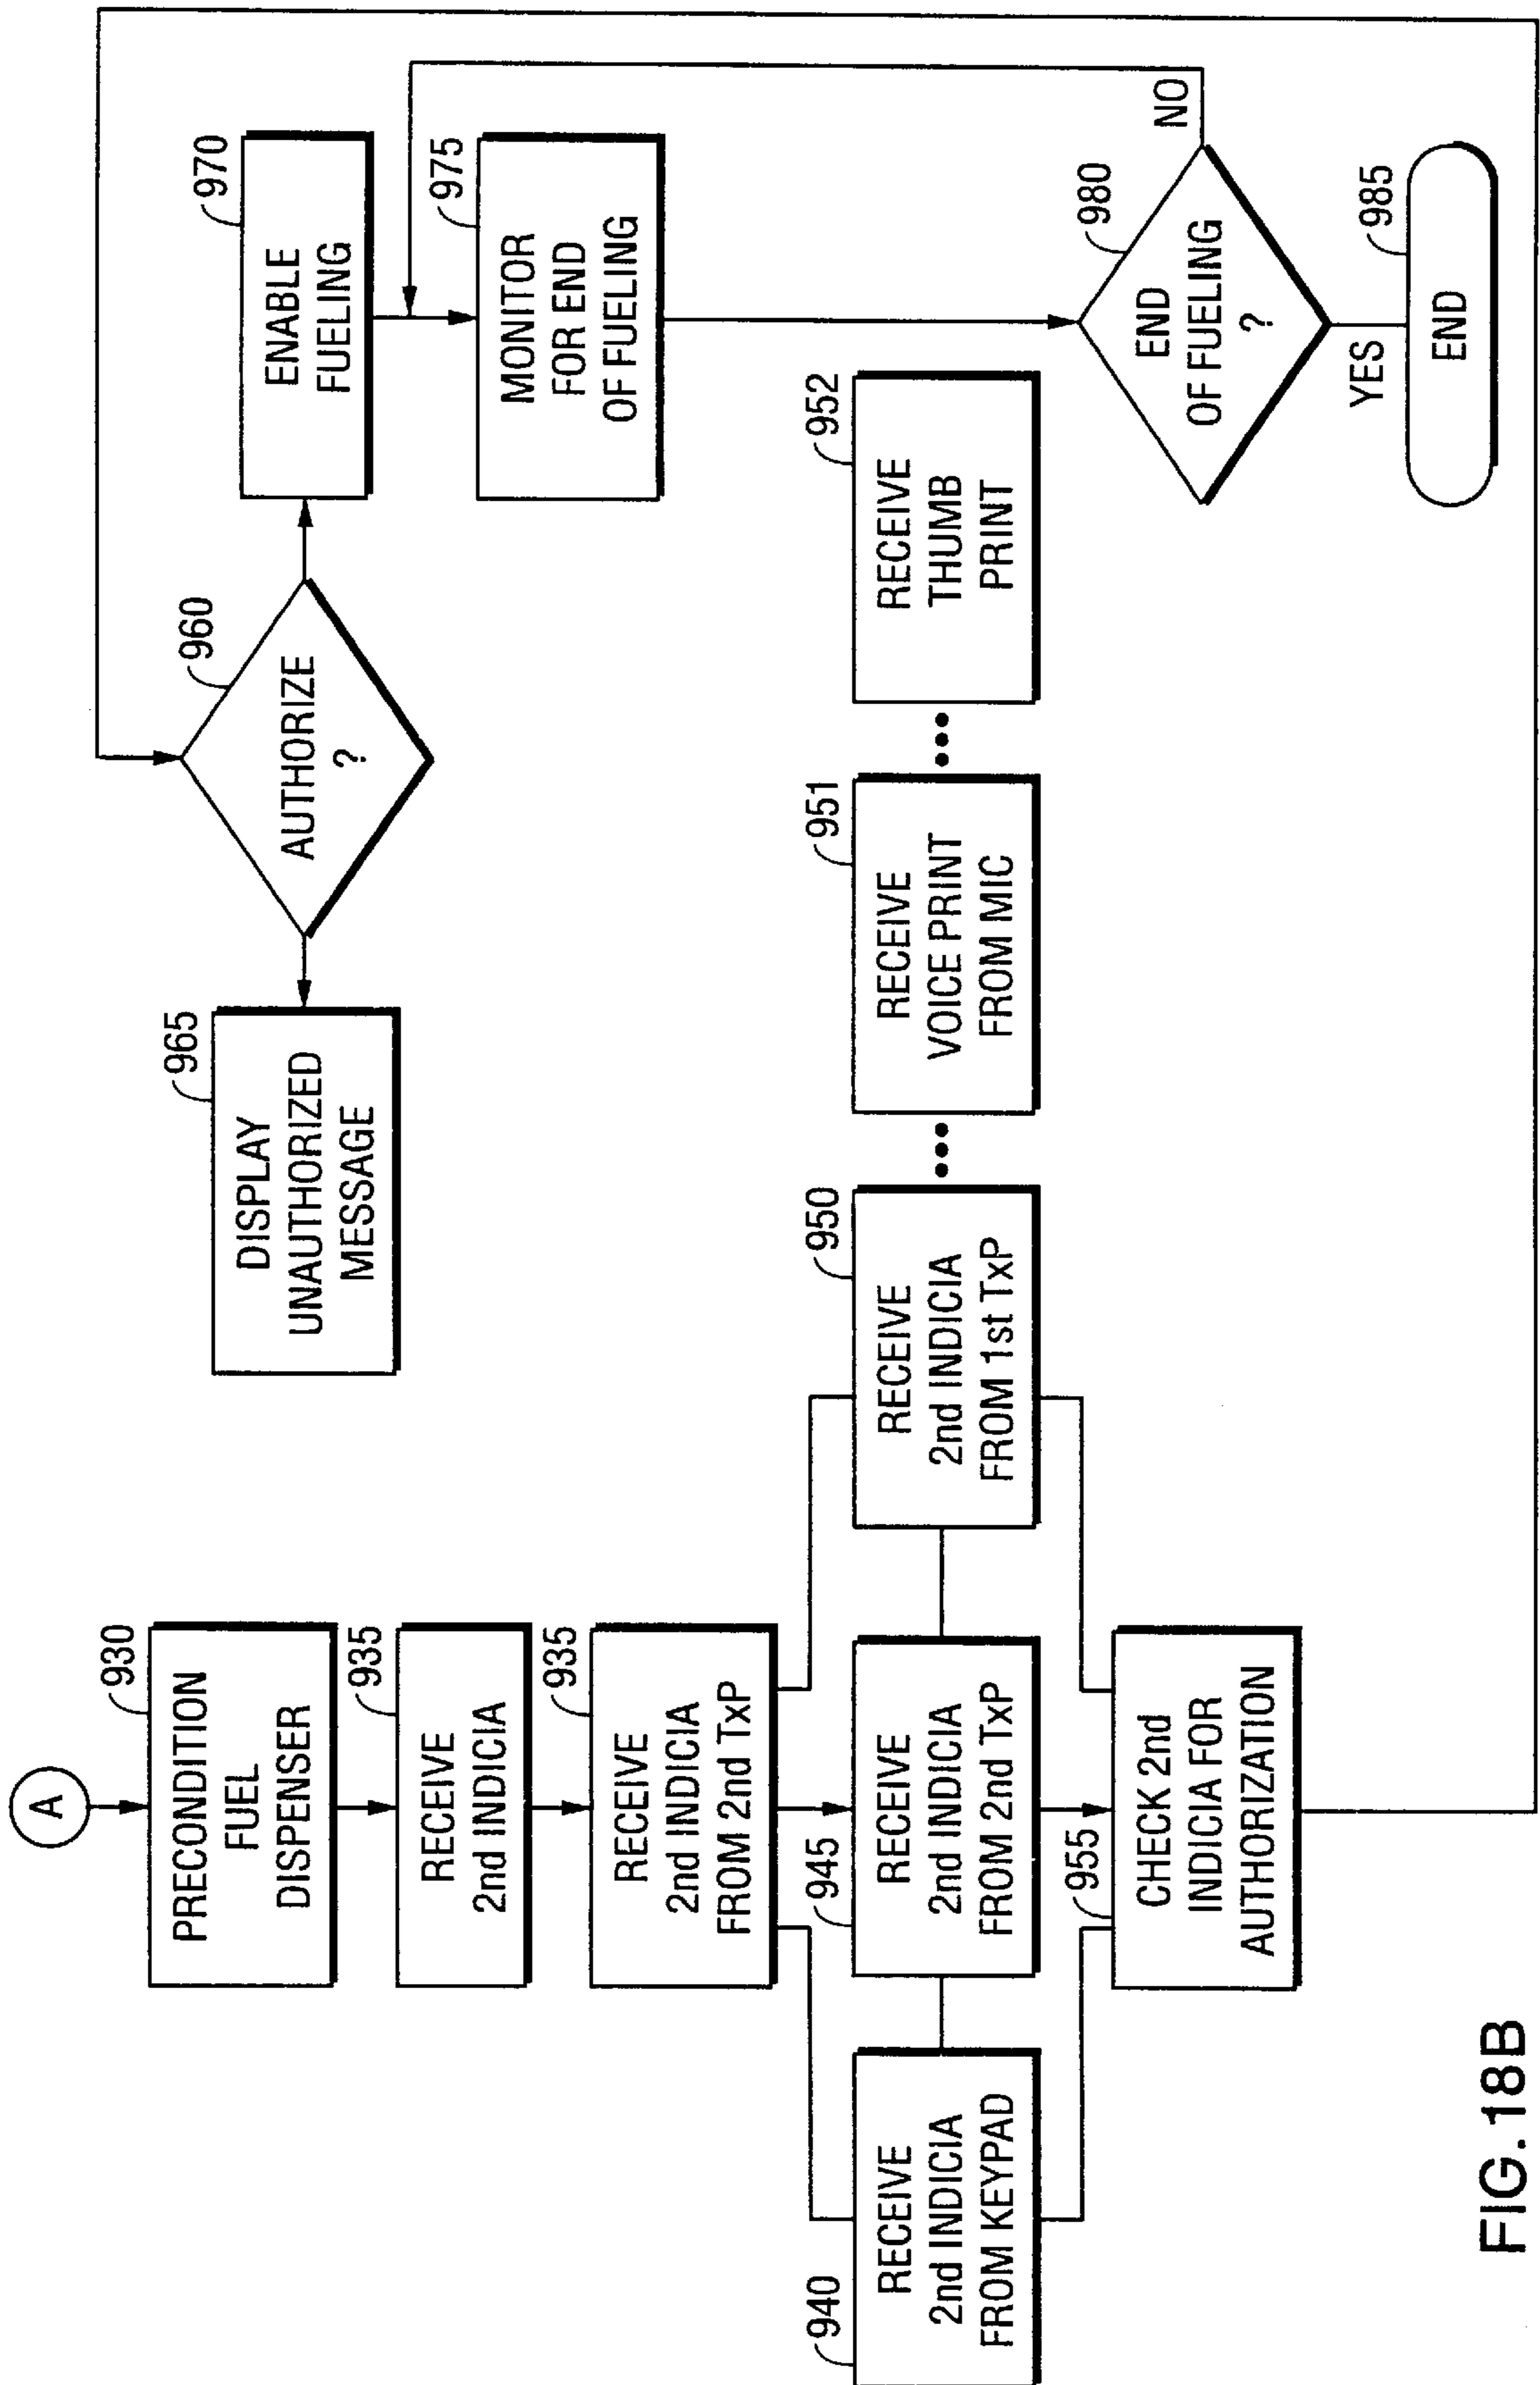 A
930
PRECONDITION
FUEL
DISPENSER
935
RECEIVE
2nd INDICIA
935
RECEIVE
2nd INDICIA
FROM 2nd TxP
940
RECEIVE
2nd INDICIA
FROM KEYPAD
945
RECEIVE
2nd INDICIA
FROM 2nd TxP
950
RECEIVE
2nd INDICIA
FROM 1st TxP
•••
951
RECEIVE
VOICE PRINT
FROM MIC
•••
952
RECEIVE
THUMB
PRINT
955
CHECK 2nd
INDICIA FOR
AUTHORIZATION
960
AUTHORIZE
?
965
DISPLAY
UNAUTHORIZED
MESSAGE
970
ENABLE
FUELING
975
MONITOR
FOR END
OF FUELING
980
END
OF FUELING
?
NO
YES
985
END
FIG. 18B